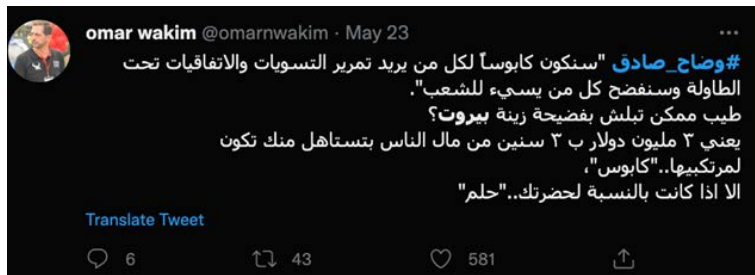 omar wakim @omarnwakim · May 23
#وضاح_صادق "سنكون كابوساً لكل من يريد تمرير التسويات والاتفاقيات تحت
الطاولة وسنفضح كل من يسيء للشعب".
طيب ممكن تبلش بفضيحة زينة بيروت؟
يعني ٣ مليون دولار ب ٣ سنين من مال الناس بتستاهل منك تكون
لمرتكبيها.."كابوس"،
الا اذا كانت بالنسبة لحضرتك.."حلم"
Translate Tweet
6 43 581